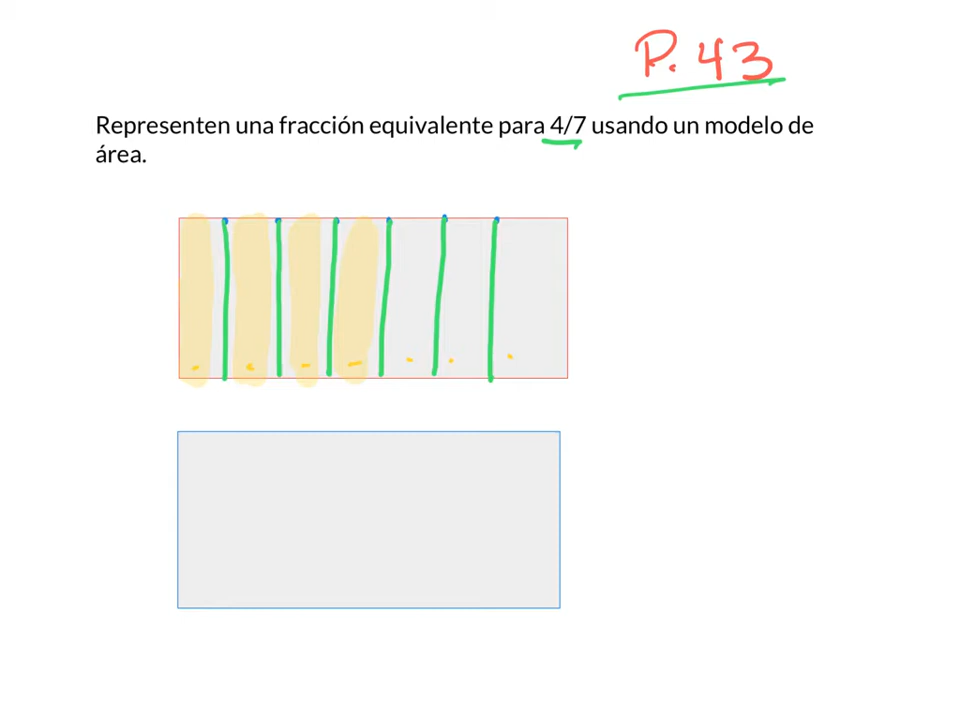 P. 43
Representen una fracción equivalente para 4/7 usando un modelo de
área.